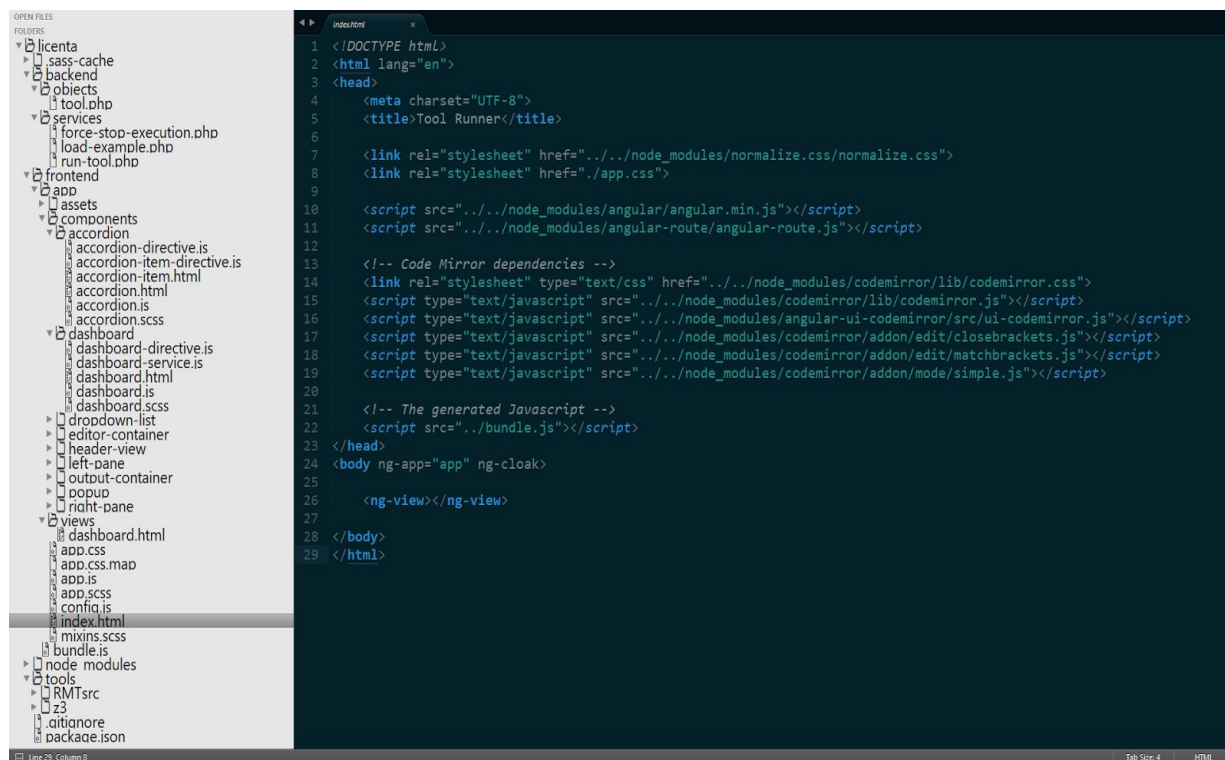 OPEN FILES
FOLDERS
licenta
.sass-cache
backend
objects
tool.php
services
force-stop-execution.php
load-example.php
run-tool.php
frontend
app
assets
components
accordion
accordion-directive.js
accordion-item-directive.js
accordion-item.html
accordion.html
accordion.js
accordion.scss
dashboard
dashboard-directive.js
dashboard-service.js
dashboard.html
dashboard.js
dashboard.scss
dropdown-list
editor-container
header-view
left-pane
output-container
popup
right-pane
views
dashboard.html
app.css
app.css.map
app.js
app.scss
config.js
index.html
mixins.scss
bundle.js
node_modules
tools
RMTsrc
z3
.gitignore
package.json
index.html ×
1 <!DOCTYPE html>
2 <html lang="en">
3 <head>
4 <meta charset="UTF-8">
5 <title>Tool Runner</title>
6
7 <link rel="stylesheet" href="../../node_modules/normalize.css/normalize.css">
8 <link rel="stylesheet" href="./app.css">
9
10 <script src="../../node_modules/angular/angular.min.js"></script>
11 <script src="../../node_modules/angular-route/angular-route.js"></script>
12
13 <!-- Code Mirror dependencies -->
14 <link rel="stylesheet" type="text/css" href="../../node_modules/codemirror/lib/codemirror.css">
15 <script type="text/javascript" src="../../node_modules/codemirror/lib/codemirror.js"></script>
16 <script type="text/javascript" src="../../node_modules/angular-ui-codemirror/src/ui-codemirror.js"></script>
17 <script type="text/javascript" src="../../node_modules/codemirror/addon/edit/closebrackets.js"></script>
18 <script type="text/javascript" src="../../node_modules/codemirror/addon/edit/matchbrackets.js"></script>
19 <script type="text/javascript" src="../../node_modules/codemirror/addon/mode/simple.js"></script>
20
21 <!-- The generated Javascript -->
22 <script src="../bundle.js"></script>
23 </head>
24 <body ng-app="app" ng-cloak>
25
26 <ng-view></ng-view>
27
28 </body>
29 </html>
Line 29, Column 8
Tab Size: 4 HTML